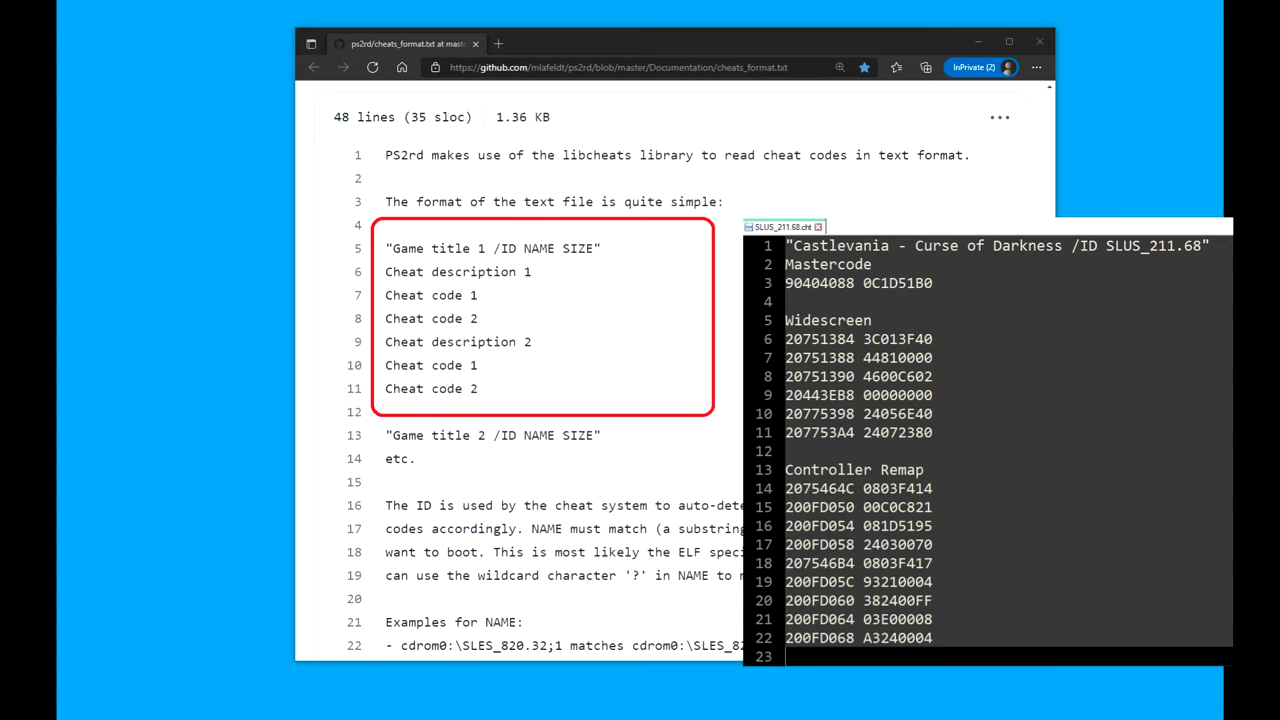 ps2rd/cheats_format.txt at mast
https://github.com/mlafeldt/ps2rd/blob/master/Documentation/cheats_format.txt
InPrivate (2)
48 lines (35 sloc) 1.36 KB
1 PS2rd makes use of the libcheats library to read cheat codes in text format.
2
3 The format of the text file is quite simple:
4
5 "Game title 1 /ID NAME SIZE"
6 Cheat description 1
7 Cheat code 1
8 Cheat code 2
9 Cheat description 2
10 Cheat code 1
11 Cheat code 2
12
13 "Game title 2 /ID NAME SIZE"
14 etc.
15
16 The ID is used by the cheat system to auto-dete
17 codes accordingly. NAME must match (a substring
18 want to boot. This is most likely the ELF speci
19 can use the wildcard character '?' in NAME to m
20
21 Examples for NAME:
22 - cdrom0:\SLES_820.32;1 matches cdrom0:\SLES_82
SLUS_211.68.cht
1 "Castlevania - Curse of Darkness /ID SLUS_211.68"
2 Mastercode
3 90404088 0C1D51B0
4
5 Widescreen
6 20751384 3C013F40
7 20751388 44810000
8 20751390 4600C602
9 20443EB8 00000000
10 20775398 24056E40
11 207753A4 24072380
12
13 Controller Remap
14 2075464C 0803F414
15 200FD050 00C0C821
16 200FD054 081D5195
17 200FD058 24030070
18 207546B4 0803F417
19 200FD05C 93210004
20 200FD060 382400FF
21 200FD064 03E00008
22 200FD068 A3240004
23